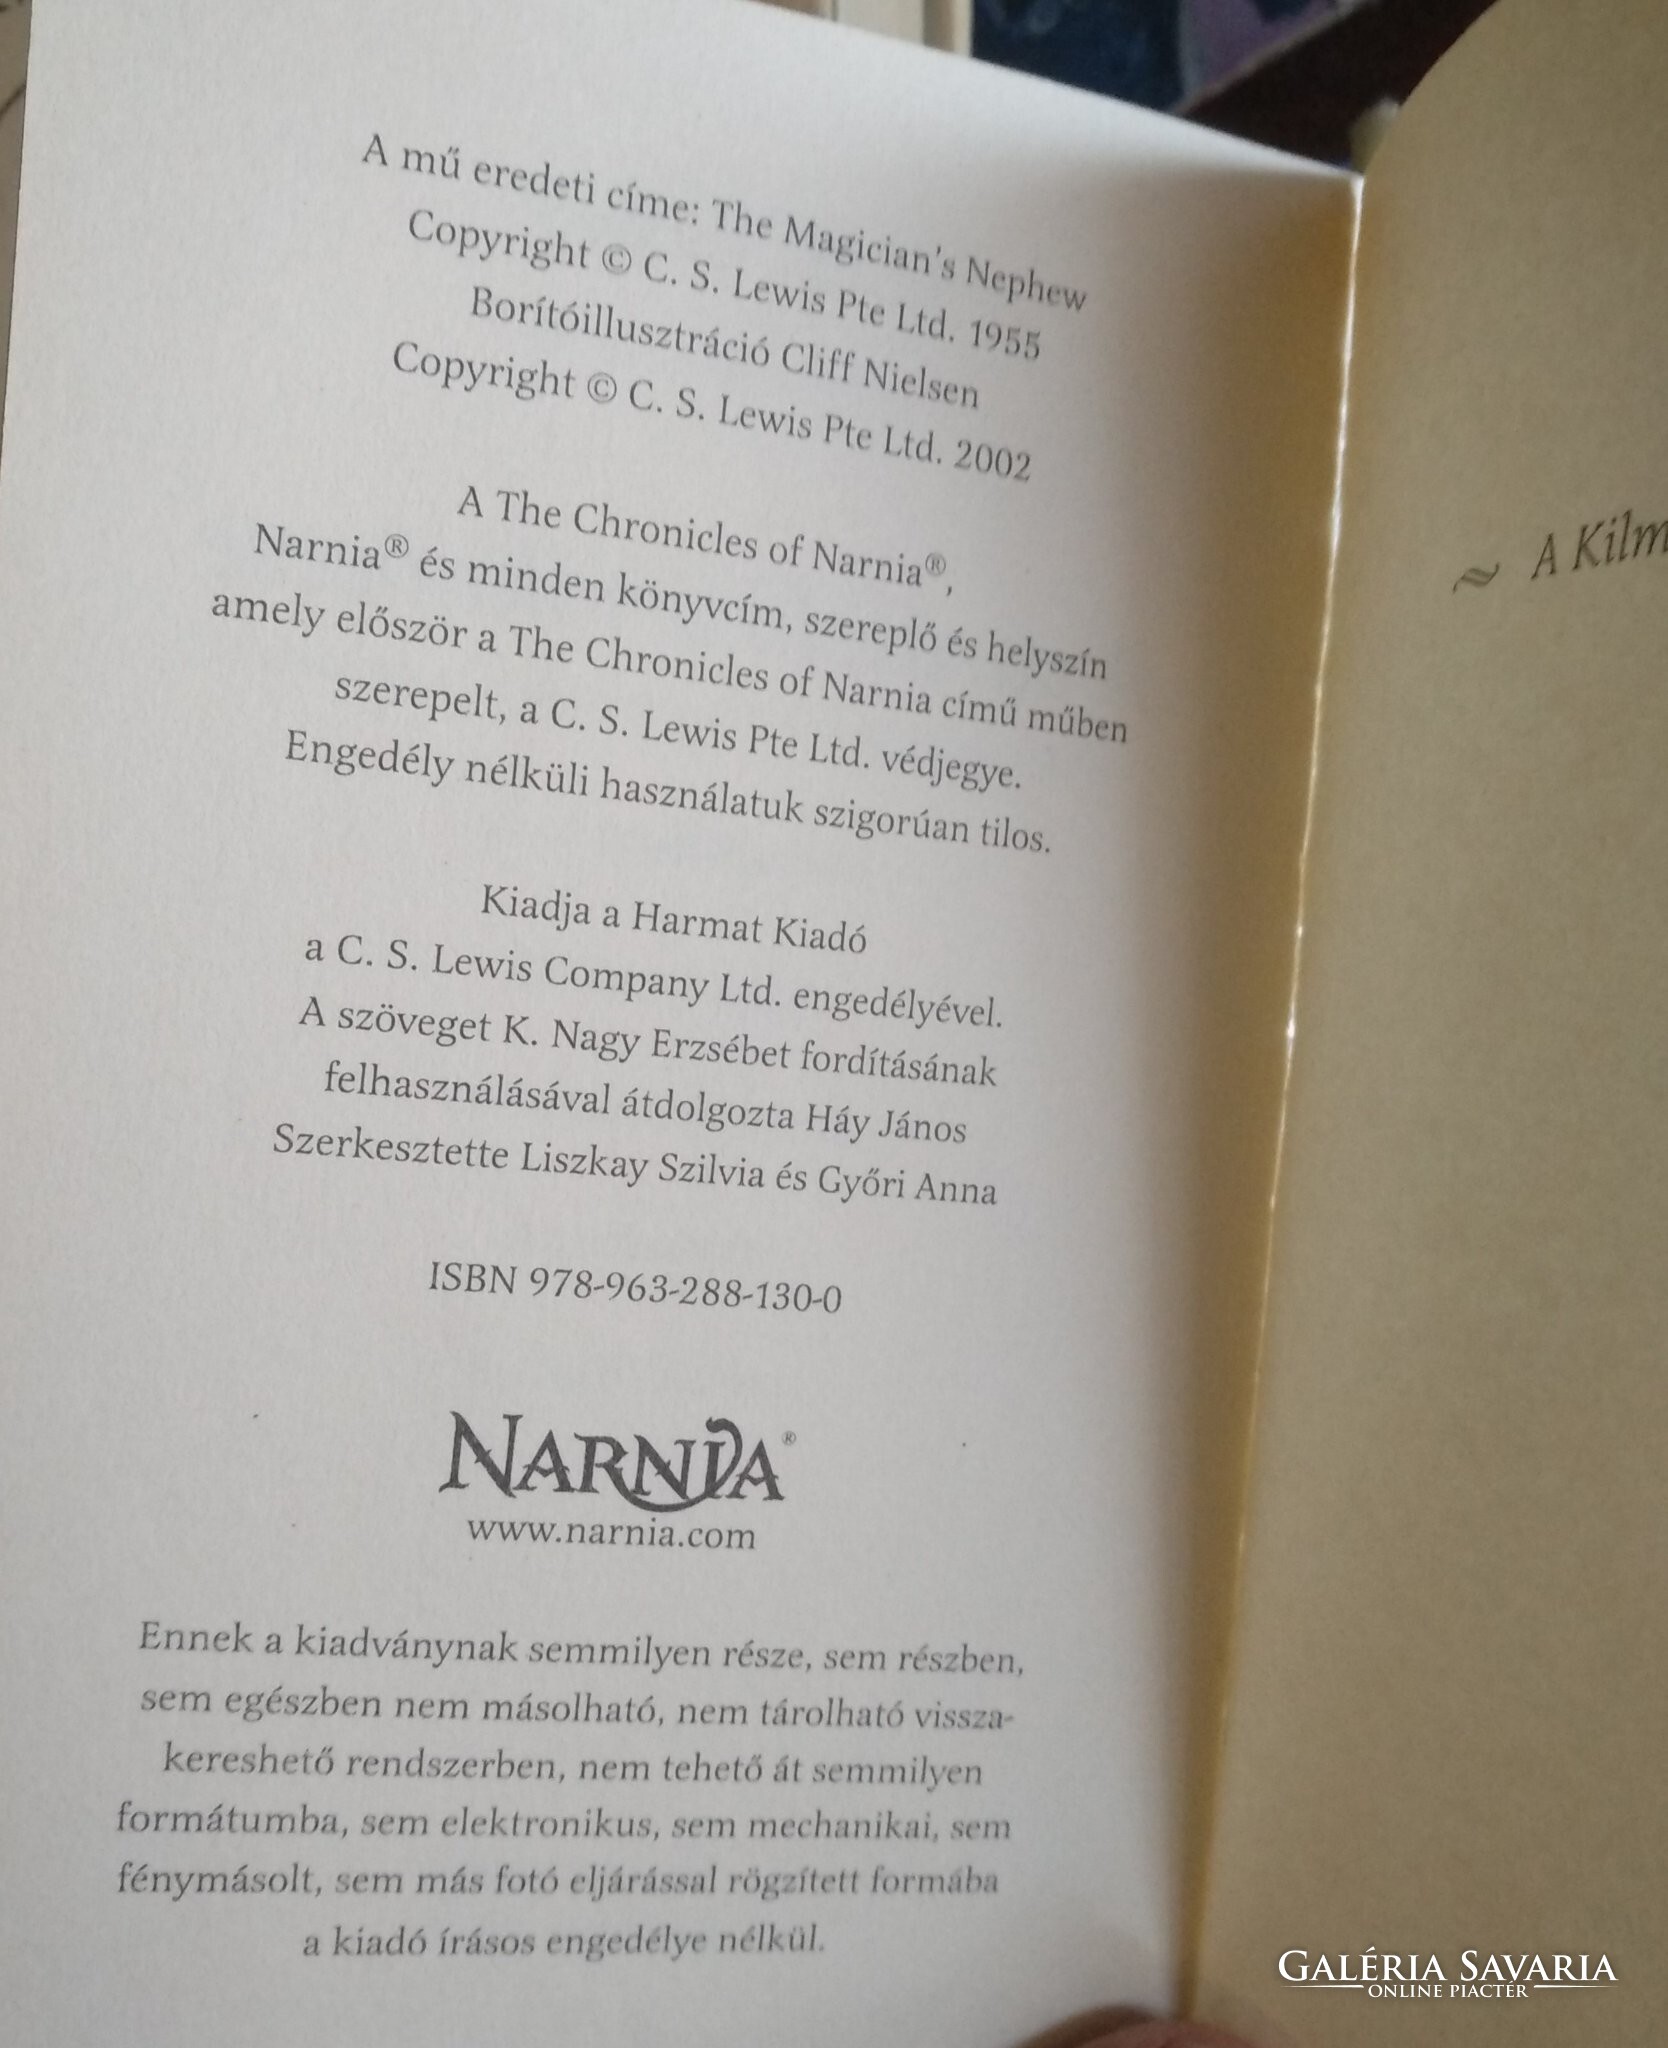 A mű eredeti címe: The Magician's Nephew
Copyright © C. S. Lewis Pte Ltd. 1955
Borítóillusztráció Cliff Nielsen
Copyright © C. S. Lewis Pte Ltd. 2002
A The Chronicles of Narnia®,
Narnia® és minden könyvcím, szereplő és helyszín
amely először a The Chronicles of Narnia című műben
szerepelt, a C. S. Lewis Pte Ltd. védjegye.
Engedély nélküli használatuk szigorúan tilos.
Kiadja a Harmat Kiadó
a C. S. Lewis Company Ltd. engedélyével.
A szöveget K. Nagy Erzsébet fordításának
felhasználásával átdolgozta Háy János
Szerkesztette Liszkay Szilvia és Győri Anna
ISBN 978-963-288-130-0
NARNIA®
www.narnia.com
Ennek a kiadványnak semmilyen része, sem részben,
sem egészben nem másolható, nem tárolható vissza-
kereshető rendszerben, nem tehető át semmilyen
formátumba, sem elektronikus, sem mechanikai, sem
fénymásolt, sem más fotó eljárással rögzített formába
a kiadó írásos engedélye nélkül.
~ A Kilm
GALÉRIA SAVARIA
ONLINE PIACTÉR